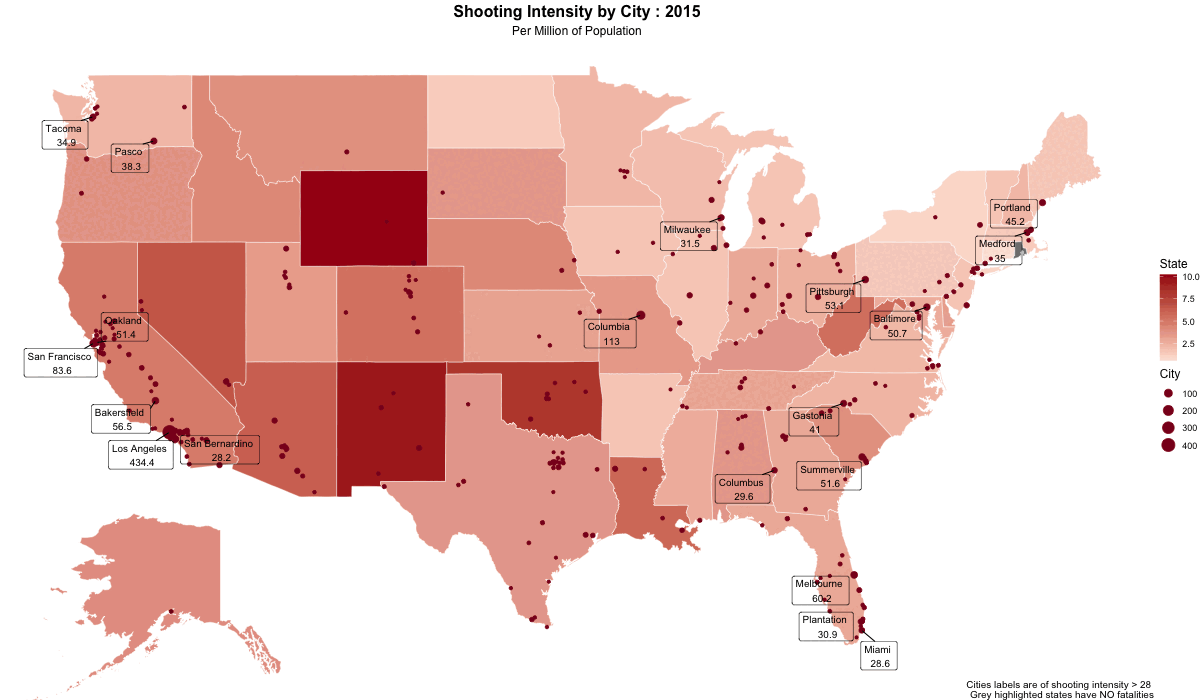 Shooting Intensity by City : 2015
Per Million of Population
Tacoma
34.9
Pasco
38.3
Portland
45.2
Milwaukee
31.5
Medford
35
Pittsburgh
53.1
Oakland
51.4
Columbia
113
Baltimore
50.7
San Francisco
83.6
Bakersfield
56.5
Gastonia
41
Los Angeles
434.4
San Bernardino
28.2
Columbus
29.6
Summerville
51.6
Melbourne
60.2
Plantation
30.9
Miami
28.6
State
10.0
7.5
5.0
2.5
City
100
200
300
400
Cities labels are of shooting intensity > 28
Grey highlighted states have NO fatalities